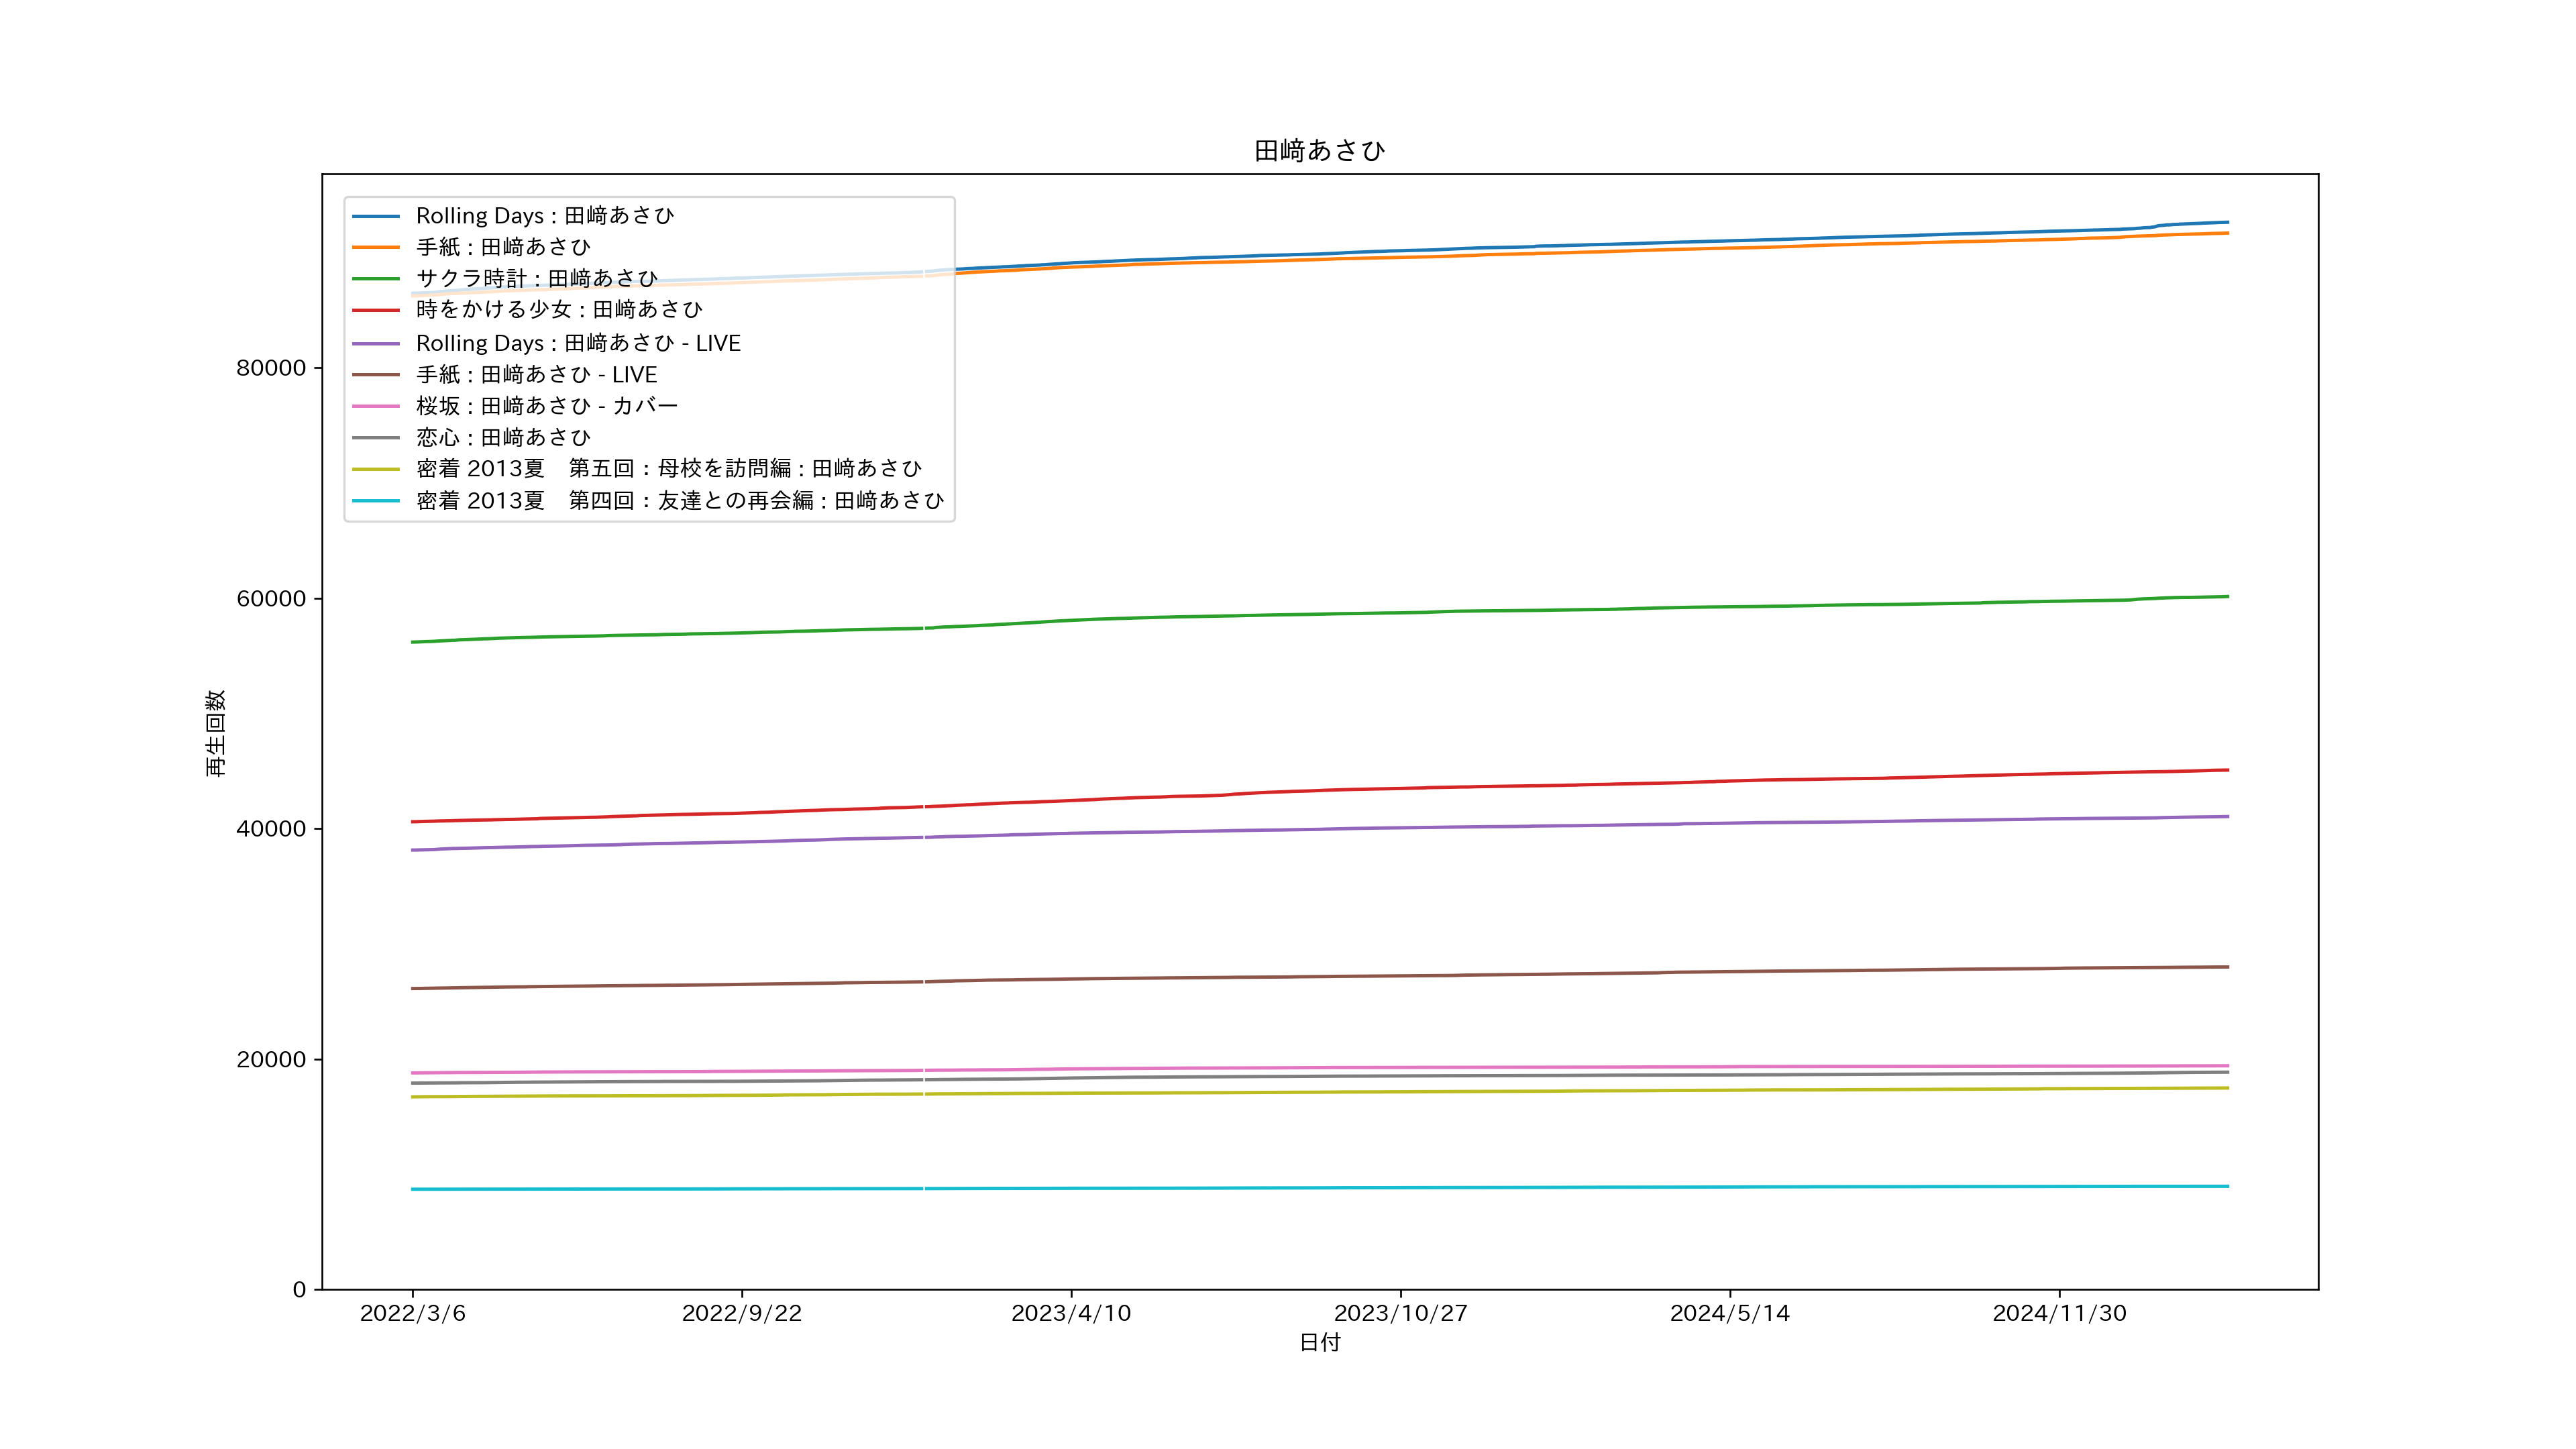 田﨑あさひ
Rolling Days : 田﨑あさひ
手紙 : 田﨑あさひ
サクラ時計 : 田﨑あさひ
時をかける少女 : 田﨑あさひ
Rolling Days : 田﨑あさひ - LIVE
手紙 : 田﨑あさひ - LIVE
桜坂 : 田﨑あさひ - カバー
恋心 : 田﨑あさひ
密着 2013夏　第五回：母校を訪問編 : 田﨑あさひ
密着 2013夏　第四回：友達との再会編 : 田﨑あさひ
80000
60000
40000
20000
0
再生回数
2022/3/6
2022/9/22
2023/4/10
2023/10/27
2024/5/14
2024/11/30
日付